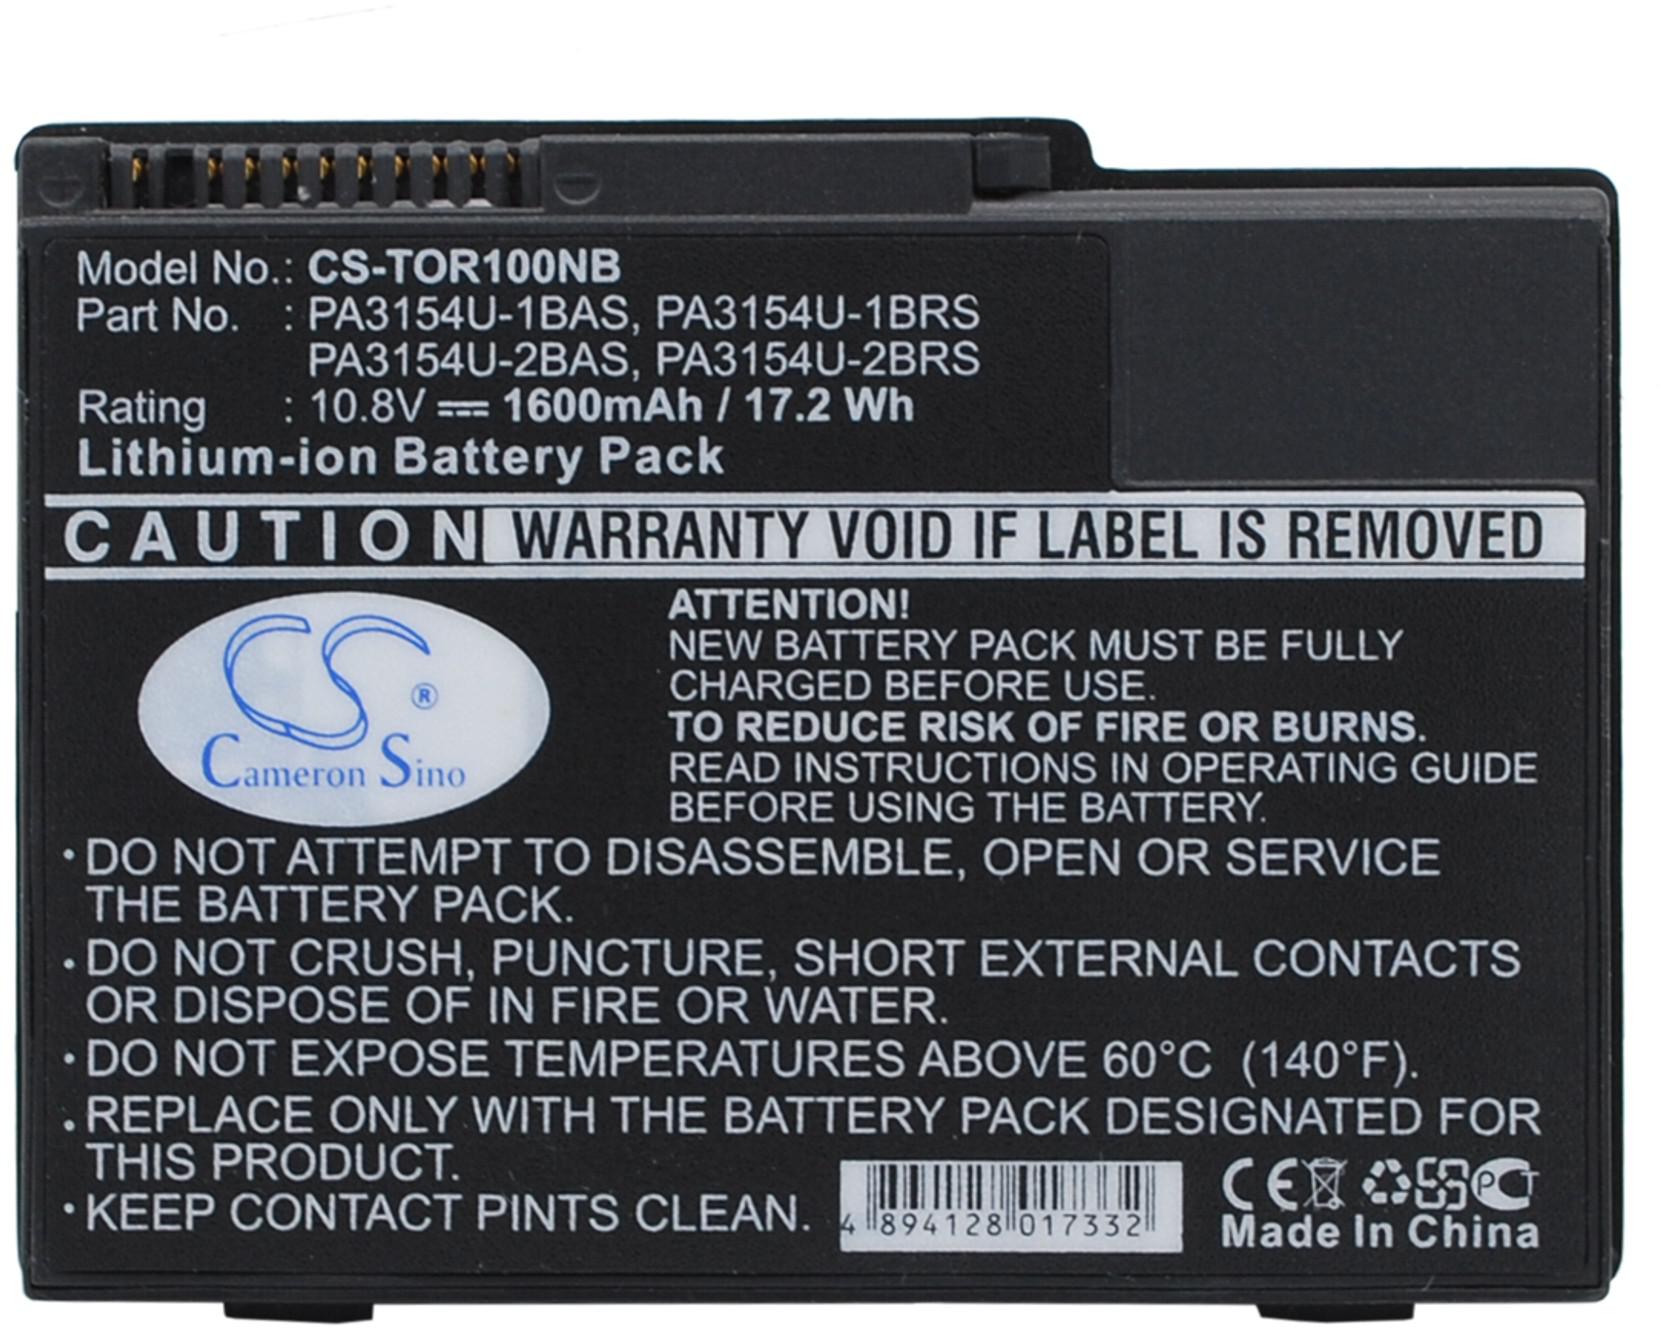 Model No.: CS-TOR100NB
Part No. : PA3154U-1BAS, PA3154U-1BRS
PA3154U-2BAS, PA3154U-2BRS
Rating : 10.8V ⎓ 1600mAh / 17.2 Wh
Lithium-ion Battery Pack
CAUTION WARRANTY VOID IF LABEL IS REMOVED
CS ®
Cameron Sino
ATTENTION!
NEW BATTERY PACK MUST BE FULLY
CHARGED BEFORE USE.
TO REDUCE RISK OF FIRE OR BURNS.
READ INSTRUCTIONS IN OPERATING GUIDE
BEFORE USING THE BATTERY.
•DO NOT ATTEMPT TO DISASSEMBLE, OPEN OR SERVICE
THE BATTERY PACK.
•DO NOT CRUSH, PUNCTURE, SHORT EXTERNAL CONTACTS
OR DISPOSE OF IN FIRE OR WATER.
•DO NOT EXPOSE TEMPERATURES ABOVE 60°C (140°F).
•REPLACE ONLY WITH THE BATTERY PACK DESIGNATED FOR
THIS PRODUCT.
•KEEP CONTACT PINTS CLEAN.
4 894128 017332
CE PCT
Made In China